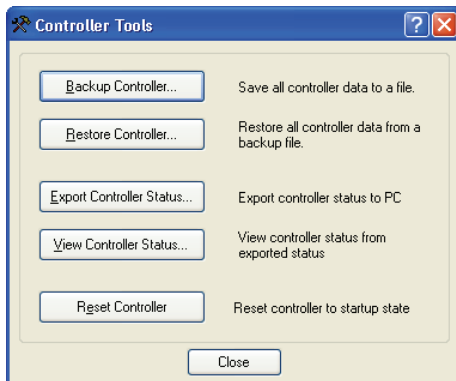 Controller Tools
Backup Controller...
Save all controller data to a file.
Restore Controller...
Restore all controller data from a
backup file.
Export Controller Status...
Export controller status to PC
View Controller Status...
View controller status from
exported status
Reset Controller
Reset controller to startup state
Close